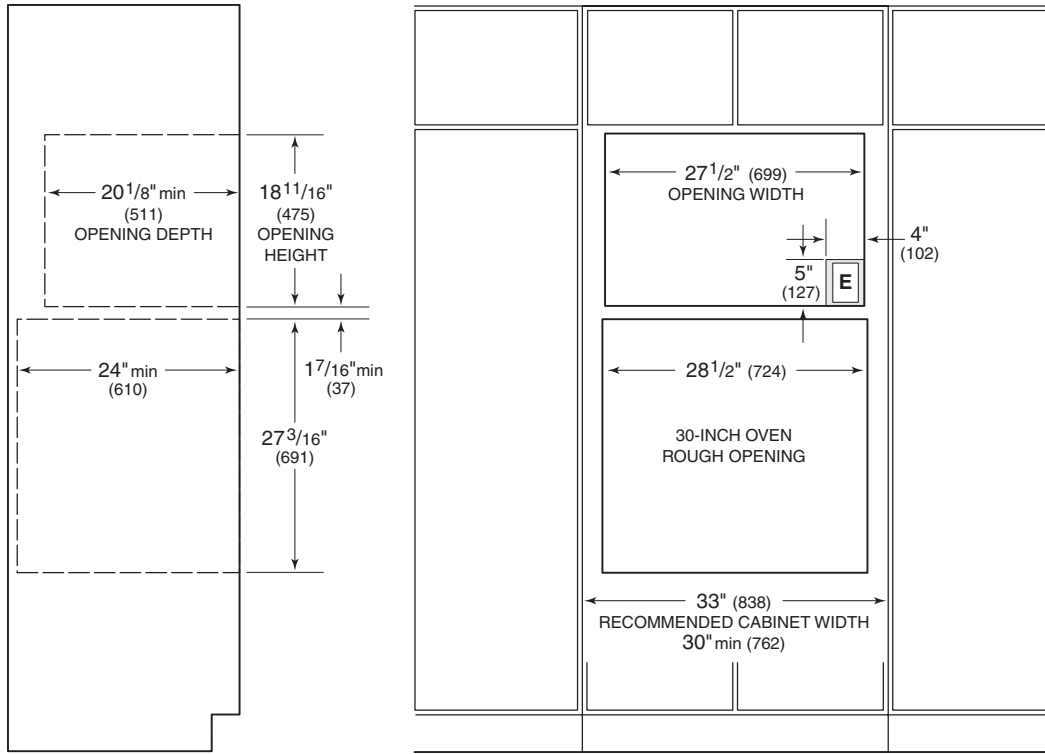 20 1/8" min
(511)
OPENING DEPTH
18 11/16"
(475)
OPENING
HEIGHT
24" min
(610)
1 7/16" min
(37)
27 3/16"
(691)
27 1/2" (699)
OPENING WIDTH
4"
(102)
5"
(127)
E
28 1/2" (724)
30-INCH OVEN
ROUGH OPENING
33" (838)
RECOMMENDED CABINET WIDTH
30" min (762)